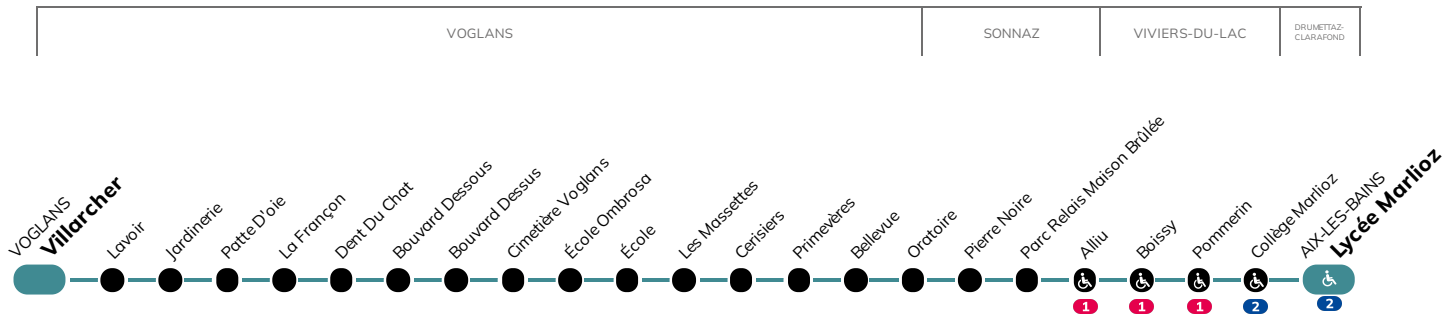 VOGLANS
SONNAZ
VIVIERS-DU-LAC
DRUMETTAZ-
CLARAFOND
VOGLANS
Villarcher
Lavoir
Jardinerie
Patte D'oie
La Françon
Dent Du Chat
Bouvard Dessous
Bouvard Dessus
Cimetière Voglans
École Ombrosa
École
Les Massettes
Cerisiers
Primevères
Bellevue
Oratoire
Pierre Noire
Parc Relais Maison Brûlée
Alliu
Boissy
Pommerin
Collège Marlioz
AIX-LES-BAINS
Lycée Marlioz
1
1
1
2
2